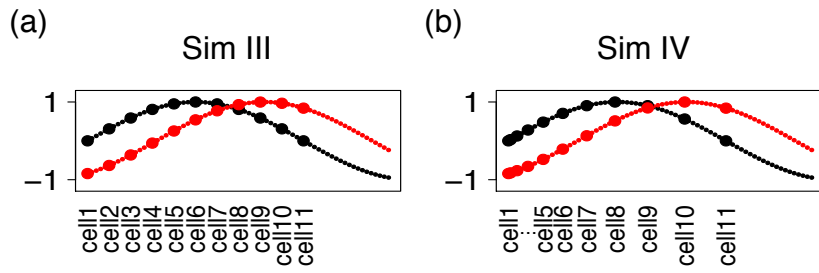 (a)
Sim III
1
−1
cell1
cell2
cell3
cell4
cell5
cell6
cell7
cell8
cell9
cell10
cell11
(b)
Sim IV
1
−1
cell1
...
cell5
cell6
cell7
cell8
cell9
cell10
cell11